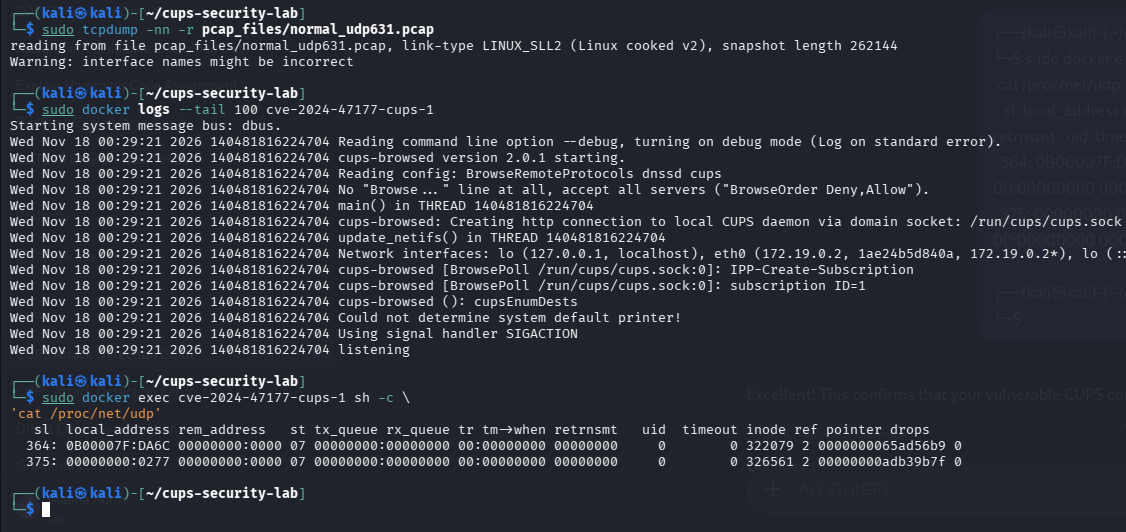 ┌──(kali㉿kali)-[~/cups-security-lab]
└─$ sudo tcpdump -nn -r pcap_files/normal_udp631.pcap
reading from file pcap_files/normal_udp631.pcap, link-type LINUX_SLL2 (Linux cooked v2), snapshot length 262144
Warning: interface names might be incorrect
┌──(kali㉿kali)-[~/cups-security-lab]
└─$ sudo docker logs --tail 100 cve-2024-47177-cups-1
Starting system message bus: dbus.
Wed Nov 18 00:29:21 2026 140481816224704 Reading command line option --debug, turning on debug mode (Log on standard error).
Wed Nov 18 00:29:21 2026 140481816224704 cups-browsed version 2.0.1 starting.
Wed Nov 18 00:29:21 2026 140481816224704 Reading config: BrowseRemoteProtocols dnssd cups
Wed Nov 18 00:29:21 2026 140481816224704 No "Browse..." line at all, accept all servers ("BrowseOrder Deny,Allow").
Wed Nov 18 00:29:21 2026 140481816224704 main() in THREAD 140481816224704
Wed Nov 18 00:29:21 2026 140481816224704 cups-browsed: Creating http connection to local CUPS daemon via domain socket: /run/cups/cups.sock
Wed Nov 18 00:29:21 2026 140481816224704 update_netifs() in THREAD 140481816224704
Wed Nov 18 00:29:21 2026 140481816224704 Network interfaces: lo (127.0.0.1, localhost), eth0 (172.19.0.2, 1ae24b5d840a, 172.19.0.2*), lo (::
Wed Nov 18 00:29:21 2026 140481816224704 cups-browsed [BrowsePoll /run/cups/cups.sock:0]: IPP-Create-Subscription
Wed Nov 18 00:29:21 2026 140481816224704 cups-browsed [BrowsePoll /run/cups/cups.sock:0]: subscription ID=1
Wed Nov 18 00:29:21 2026 140481816224704 cups-browsed (): cupsEnumDests
Wed Nov 18 00:29:21 2026 140481816224704 Could not determine system default printer!
Wed Nov 18 00:29:21 2026 140481816224704 Using signal handler SIGACTION
Wed Nov 18 00:29:21 2026 140481816224704 listening
┌──(kali㉿kali)-[~/cups-security-lab]
└─$ sudo docker exec cve-2024-47177-cups-1 sh -c \
'cat /proc/net/udp'
sl local_address rem_address st tx_queue rx_queue tr tm→when retrnsmt uid timeout inode ref pointer drops
364: 0B00007F:DA6C 00000000:0000 07 00000000:00000000 00:00000000 00000000 0 0 322079 2 0000000065ad56b9 0
375: 00000000:0277 00000000:0000 07 00000000:00000000 00:00000000 00000000 0 0 326561 2 00000000adb39b7f 0
┌──(kali㉿kali)-[~/cups-security-lab]
└─$
Excellent! This confirms that your vulnerable CUPS co
Ask ChatGPT